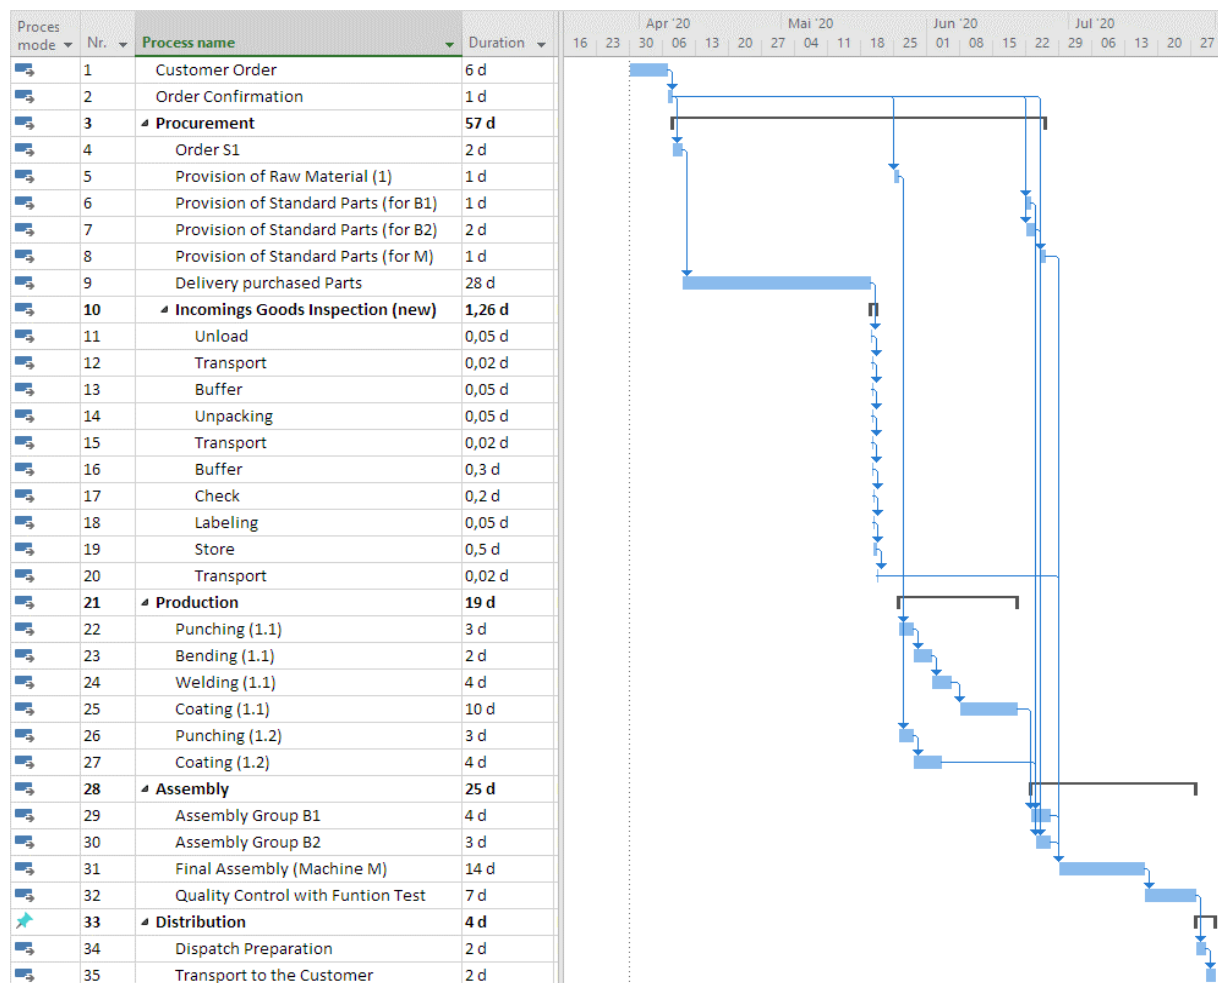 Proces mode Nr. Process name Duration
Apr '20 Mai '20 Jun '20 Jul '20
16 23 30 06 13 20 27 04 11 18 25 01 08 15 22 29 06 13 20 27
1 Customer Order 6 d
2 Order Confirmation 1 d
3 Procurement 57 d
4 Order S1 2 d
5 Provision of Raw Material (1) 1 d
6 Provision of Standard Parts (for B1) 1 d
7 Provision of Standard Parts (for B2) 2 d
8 Provision of Standard Parts (for M) 1 d
9 Delivery purchased Parts 28 d
10 Incomings Goods Inspection (new) 1,26 d
11 Unload 0,05 d
12 Transport 0,02 d
13 Buffer 0,05 d
14 Unpacking 0,05 d
15 Transport 0,02 d
16 Buffer 0,3 d
17 Check 0,2 d
18 Labeling 0,05 d
19 Store 0,5 d
20 Transport 0,02 d
21 Production 19 d
22 Punching (1.1) 3 d
23 Bending (1.1) 2 d
24 Welding (1.1) 4 d
25 Coating (1.1) 10 d
26 Punching (1.2) 3 d
27 Coating (1.2) 4 d
28 Assembly 25 d
29 Assembly Group B1 4 d
30 Assembly Group B2 3 d
31 Final Assembly (Machine M) 14 d
32 Quality Control with Funtion Test 7 d
33 Distribution 4 d
34 Dispatch Preparation 2 d
35 Transport to the Customer 2 d